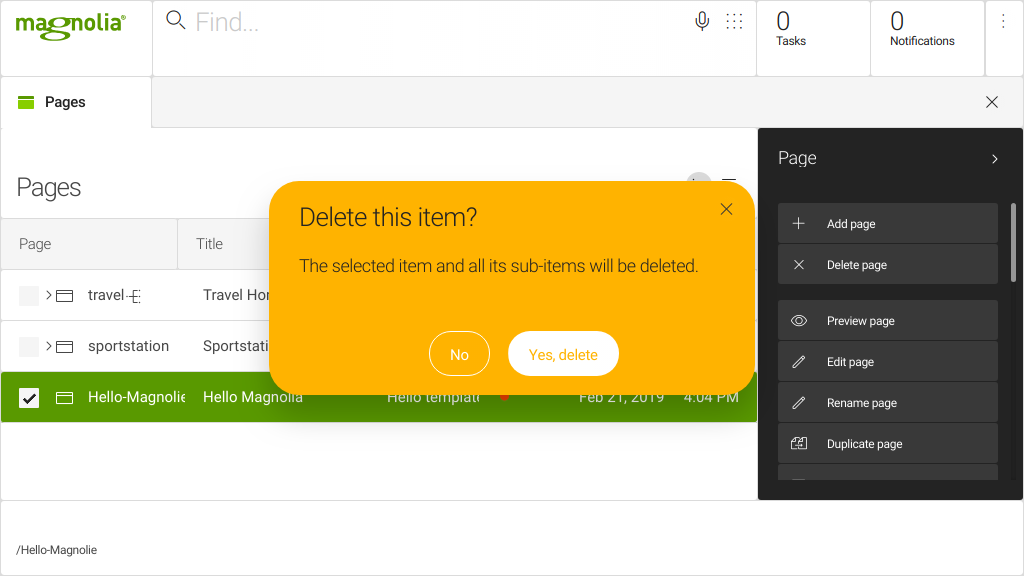 magnolia®
Find...
0
Tasks
0
Notifications
Pages
Pages
Page
Title
travel
Travel Hor
sportstation
Sportstati
Hello-Magnolie
Hello Magnolia
Hello template
Feb 21, 2019
4:04 PM
Delete this item?
The selected item and all its sub-items will be deleted.
No
Yes, delete
Page
Add page
Delete page
Preview page
Edit page
Rename page
Duplicate page
/Hello-Magnolie